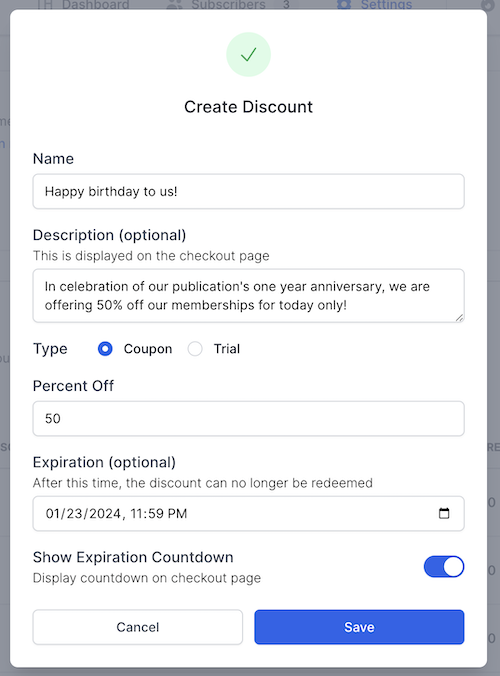 Dashboard Subscribers 3 Settings
Create Discount
Name
Happy birthday to us!
Description (optional)
This is displayed on the checkout page
In celebration of our publication's one year anniversary, we are
offering 50% off our memberships for today only!
Type Coupon Trial
Percent Off
50
Expiration (optional)
After this time, the discount can no longer be redeemed
01/23/2024, 11:59 PM
Show Expiration Countdown
Display countdown on checkout page
Cancel Save